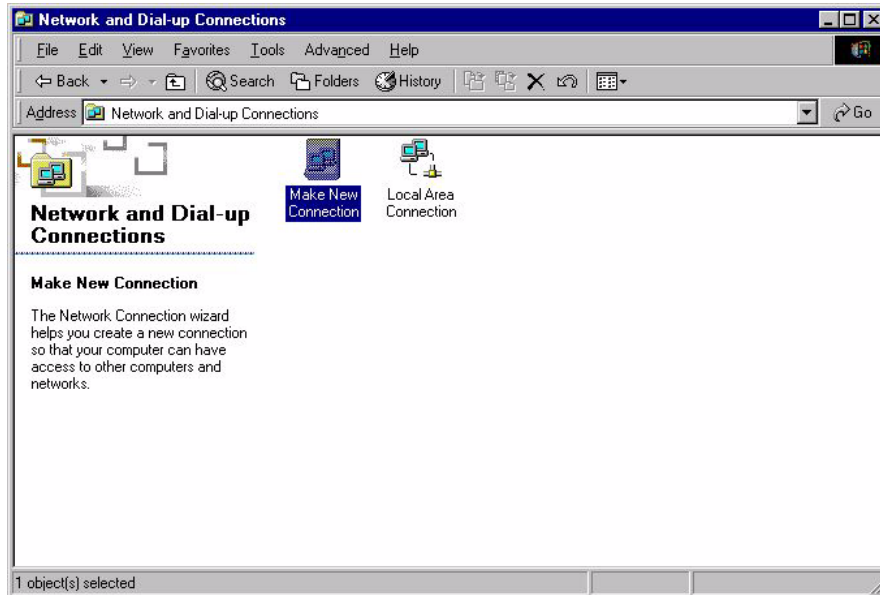 Network and Dial-up Connections
File Edit View Favorites Tools Advanced Help
Back Search Folders History
Address Network and Dial-up Connections Go
Make New
Connection
Local Area
Connection
Network and Dial-up
Connections
Make New Connection
The Network Connection wizard
helps you create a new connection
so that your computer can have
access to other computers and
networks.
1 object(s) selected